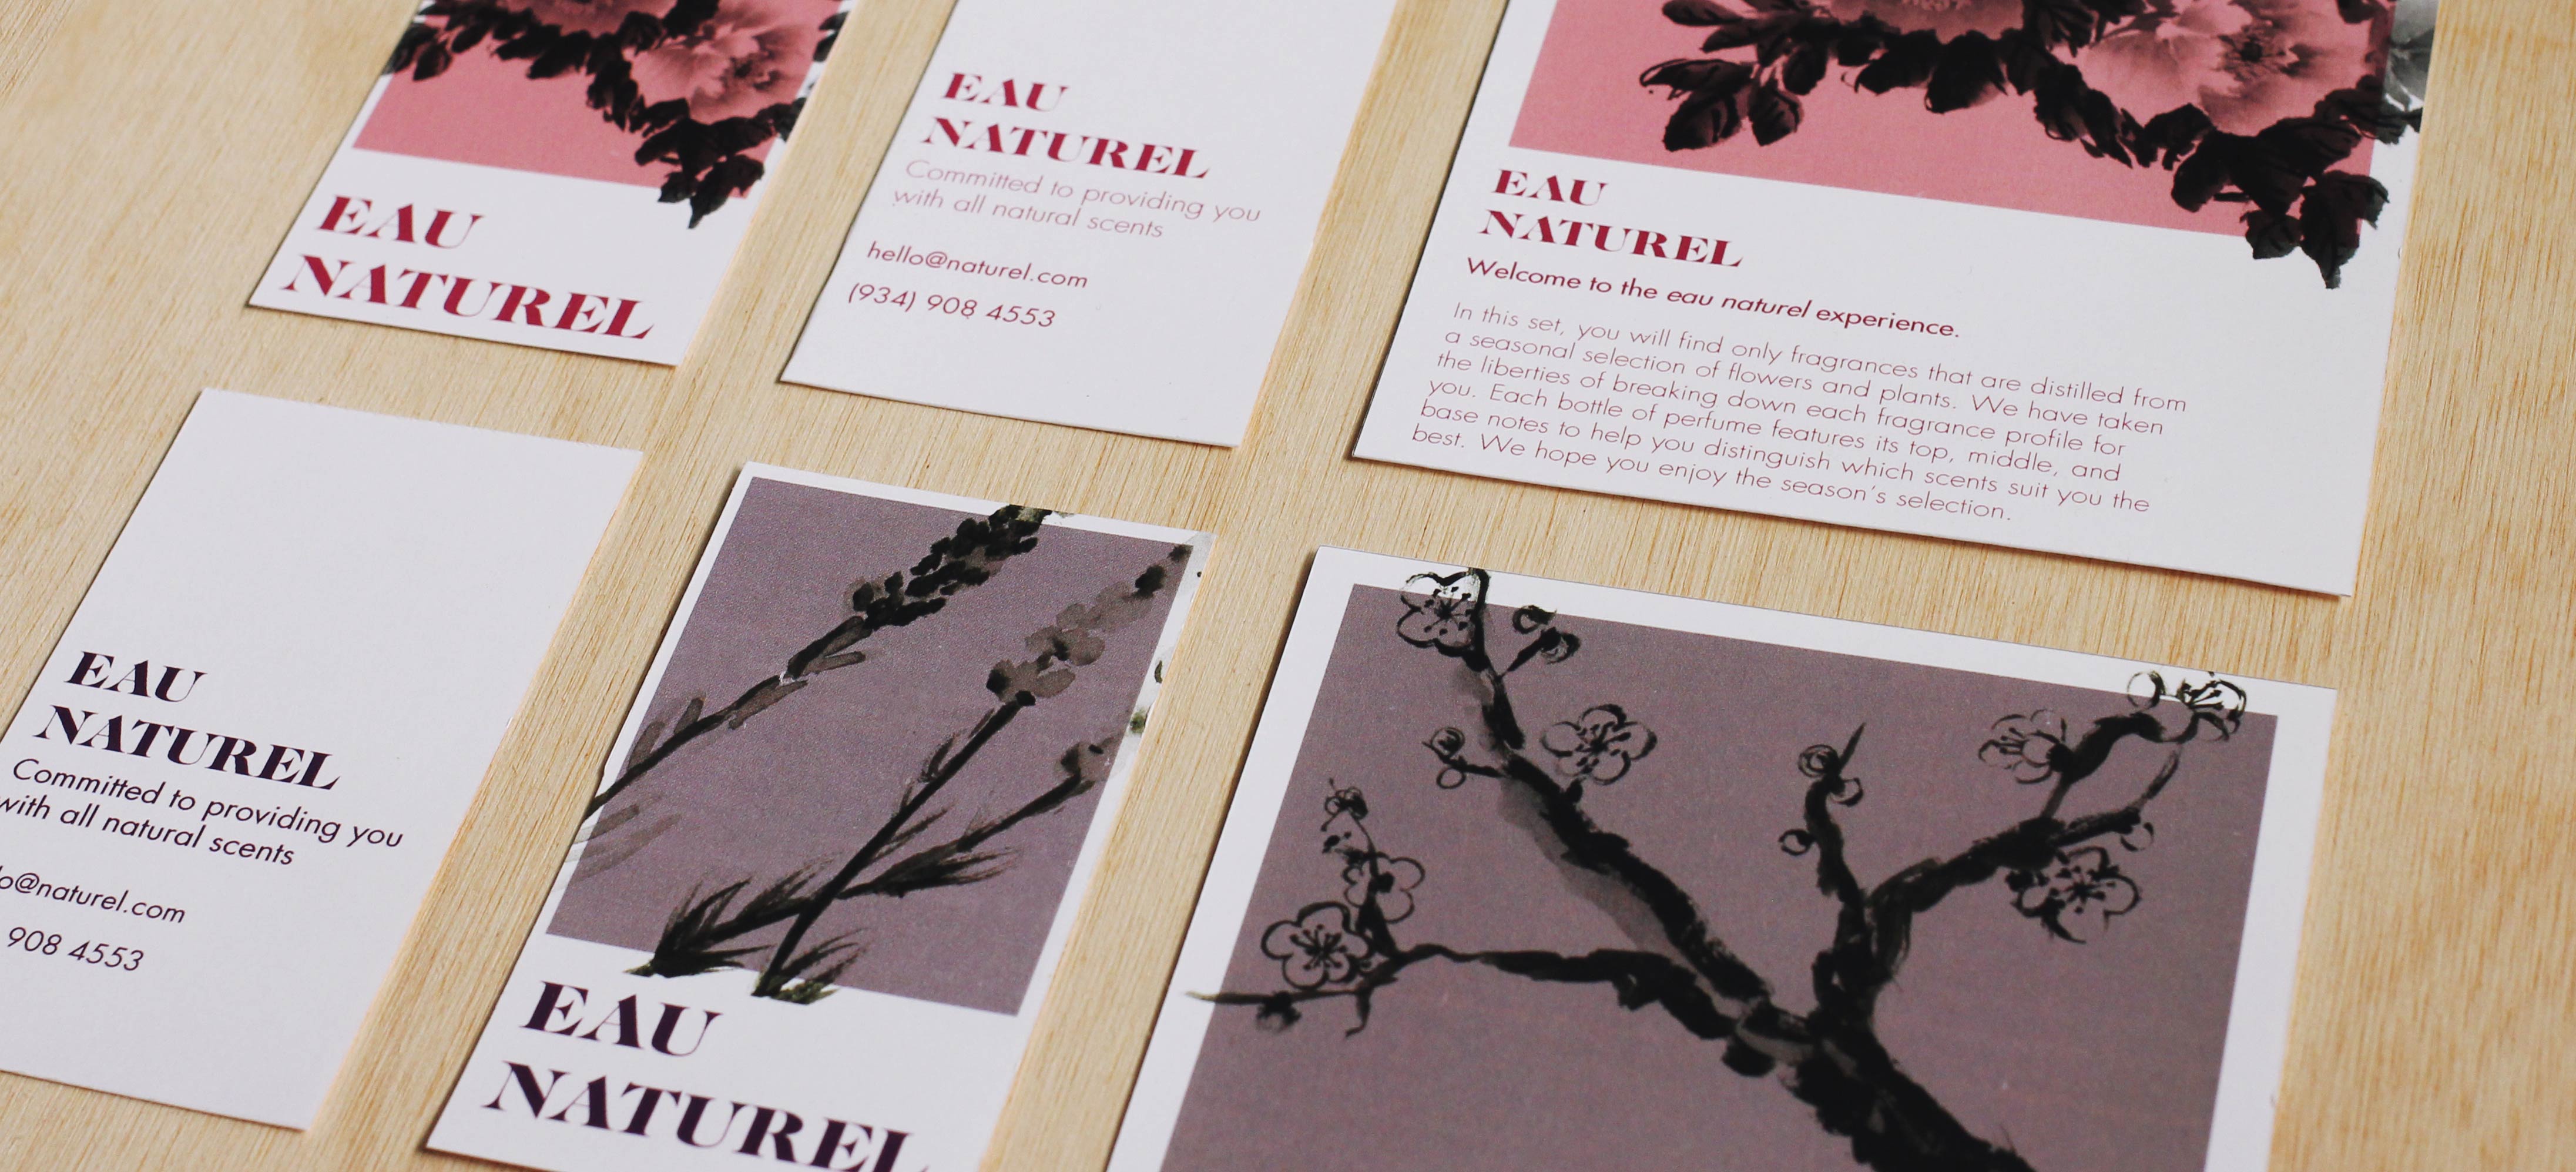 EAU
NATUREL
EAU
NATUREL
Committed to providing you
with all natural scents
hello@naturel.com
(934) 908 4553
EAU
NATUREL
Welcome to the eau naturel experience.
In this set, you will find only fragrances that are distilled from
a seasonal selection of flowers and plants. We have taken
the liberties of breaking down each fragrance profile for
you. Each bottle of perfume features its top, middle, and
base notes to help you distinguish which scents suit you the
best. We hope you enjoy the season's selection.
EAU
NATUREL
Committed to providing you
with all natural scents
lo@naturel.com
908 4553
EAU
NATUREL